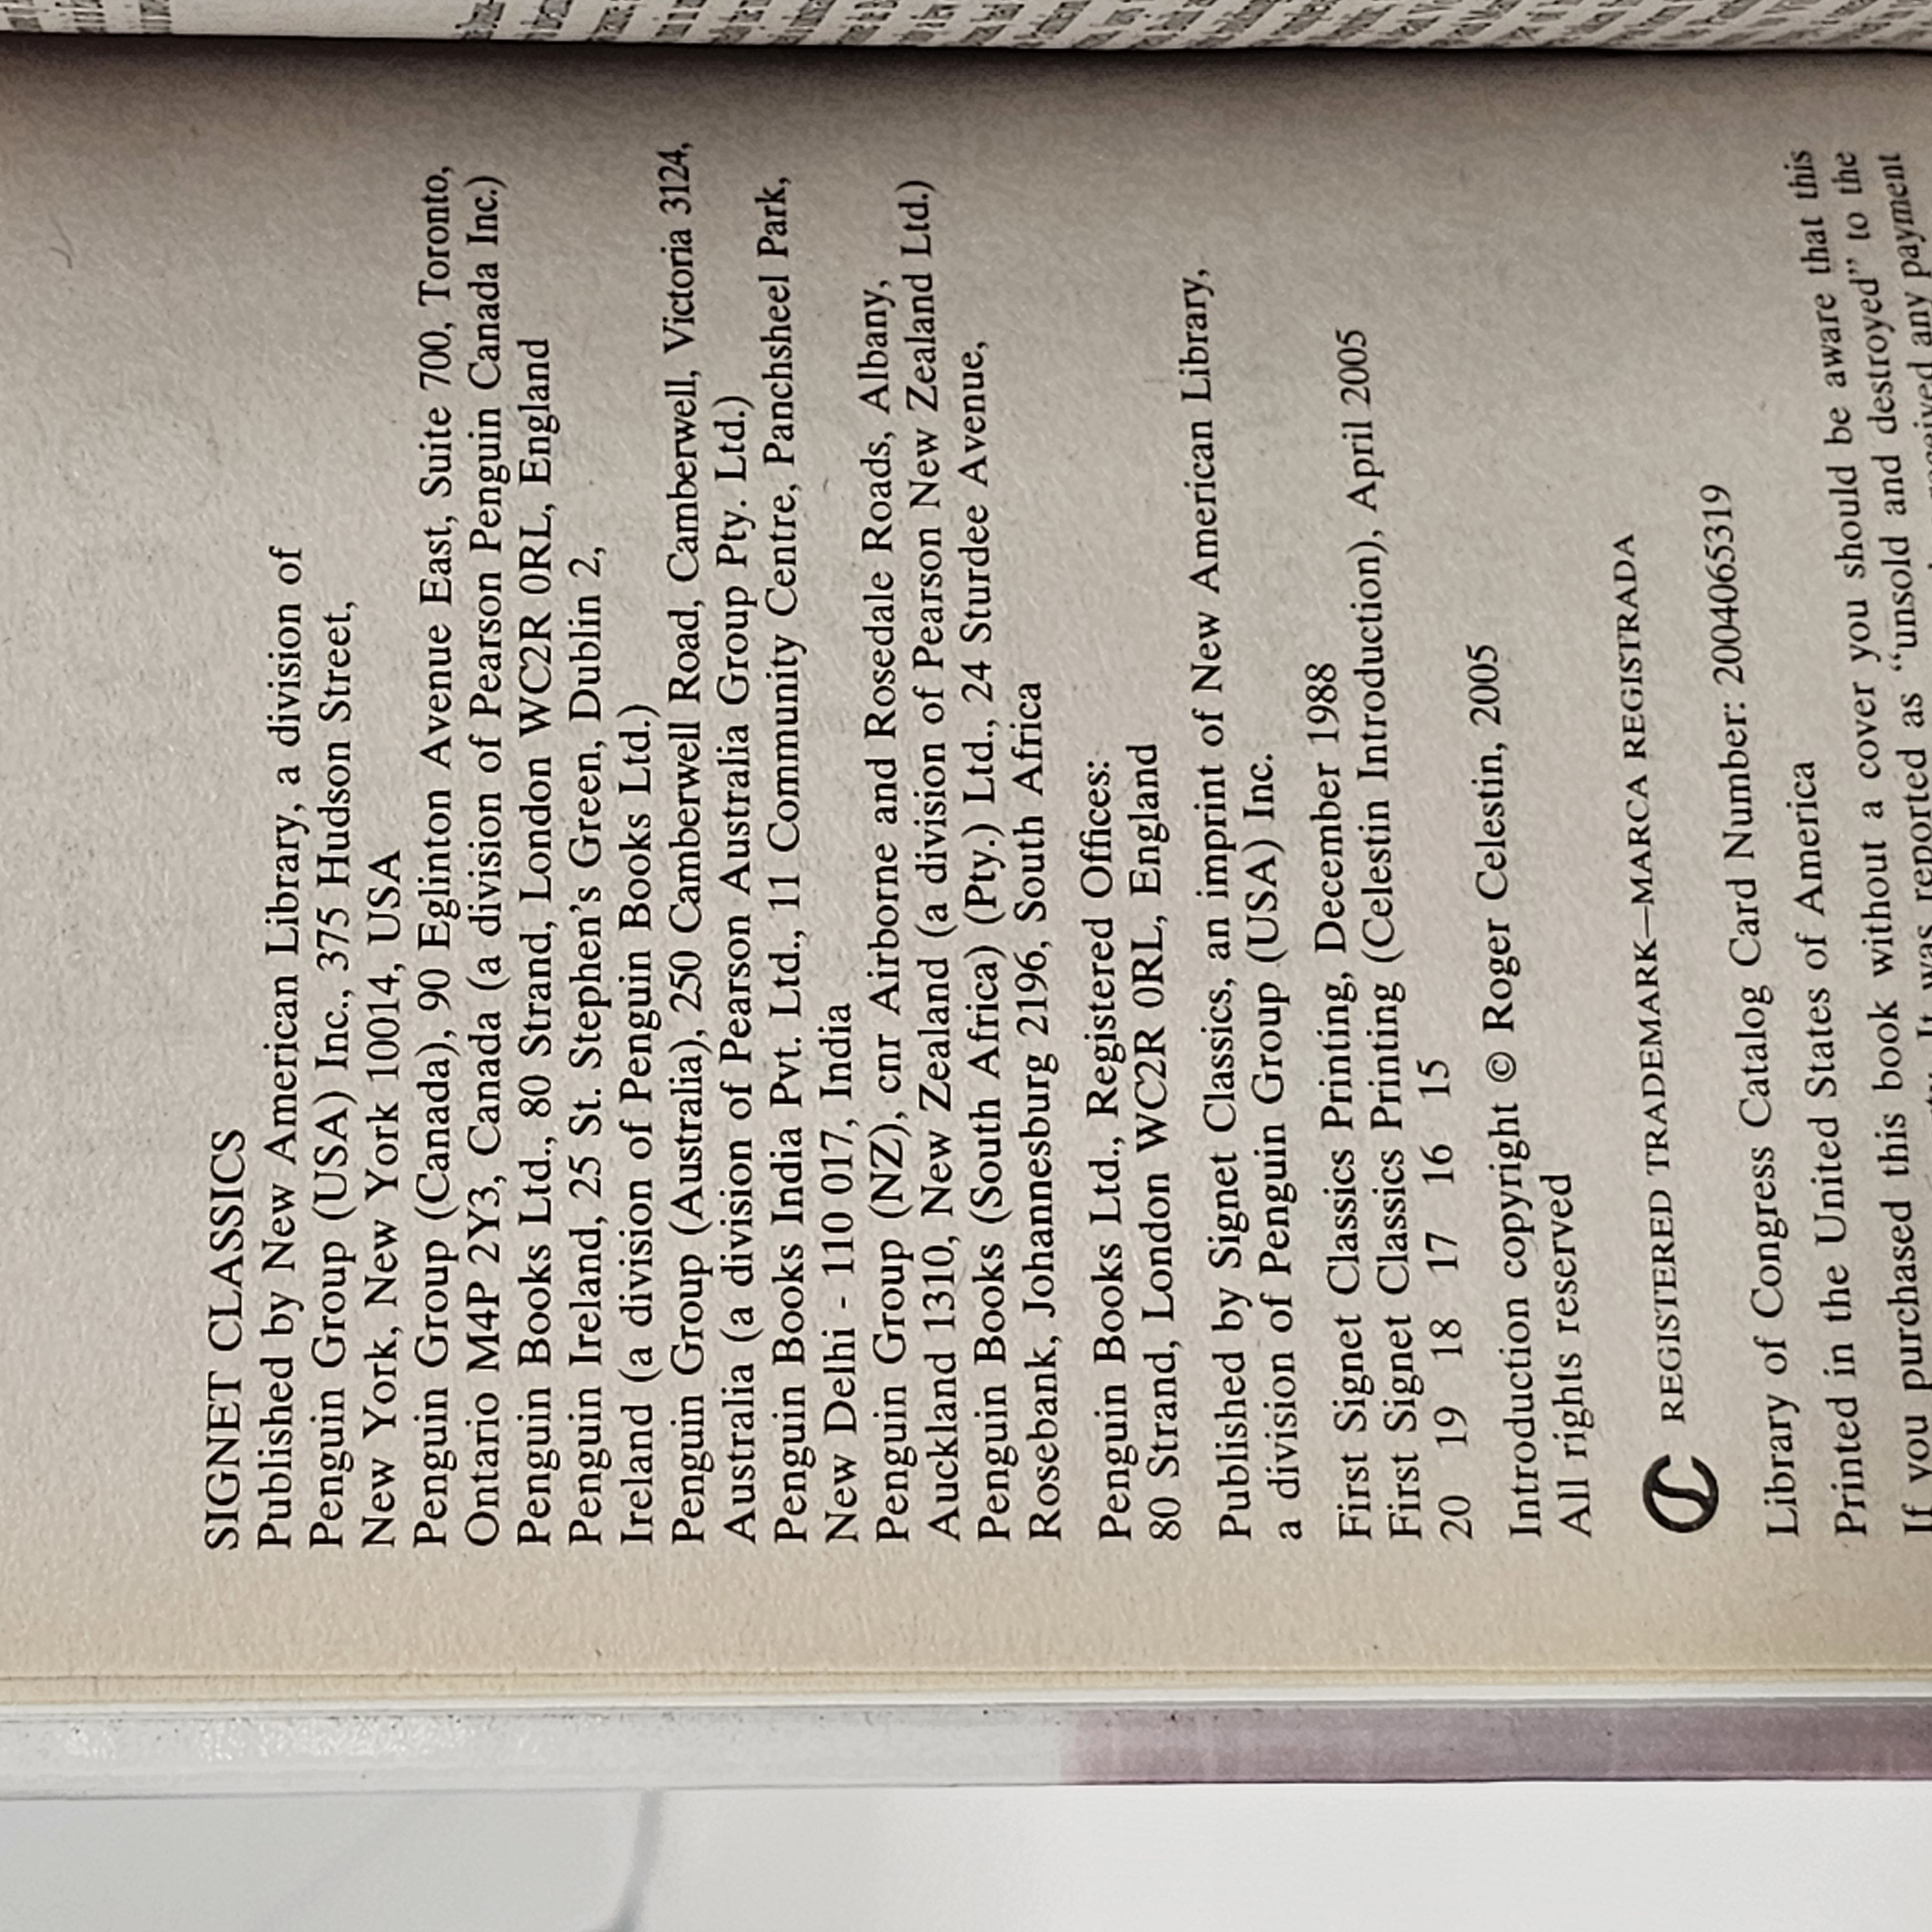 SIGNET CLASSICS
Published by New American Library, a division of
Penguin Group (USA) Inc., 375 Hudson Street,
New York, New York 10014, USA
Penguin Group (Canada), 90 Eglinton Avenue East, Suite 700, Toronto,
Ontario M4P 2Y3, Canada (a division of Pearson Penguin Canada Inc.)
Penguin Books Ltd., 80 Strand, London WC2R 0RL, England
Penguin Ireland, 25 St. Stephen's Green, Dublin 2,
Ireland (a division of Penguin Books Ltd.)
Penguin Group (Australia), 250 Camberwell Road, Camberwell, Victoria 3124,
Australia (a division of Pearson Australia Group Pty. Ltd.)
Penguin Books India Pvt. Ltd., 11 Community Centre, Panchsheel Park,
New Delhi - 110 017, India
Penguin Group (NZ), cnr Airborne and Rosedale Roads, Albany,
Auckland 1310, New Zealand (a division of Pearson New Zealand Ltd.)
Penguin Books (South Africa) (Pty.) Ltd., 24 Sturdee Avenue,
Rosebank, Johannesburg 2196, South Africa
Penguin Books Ltd., Registered Offices:
80 Strand, London WC2R 0RL, England
Published by Signet Classics, an imprint of New American Library,
a division of Penguin Group (USA) Inc.
First Signet Classics Printing, December 1988
First Signet Classics Printing (Celestin Introduction), April 2005
20 19 18 17 16 15
Introduction copyright © Roger Celestin, 2005
All rights reserved
REGISTERED TRADEMARK—MARCA REGISTRADA
Library of Congress Catalog Card Number: 2004065319
Printed in the United States of America
If you purchased this book without a cover you should be aware that this
It was reported as "unsold and destroyed" to the
received any payment